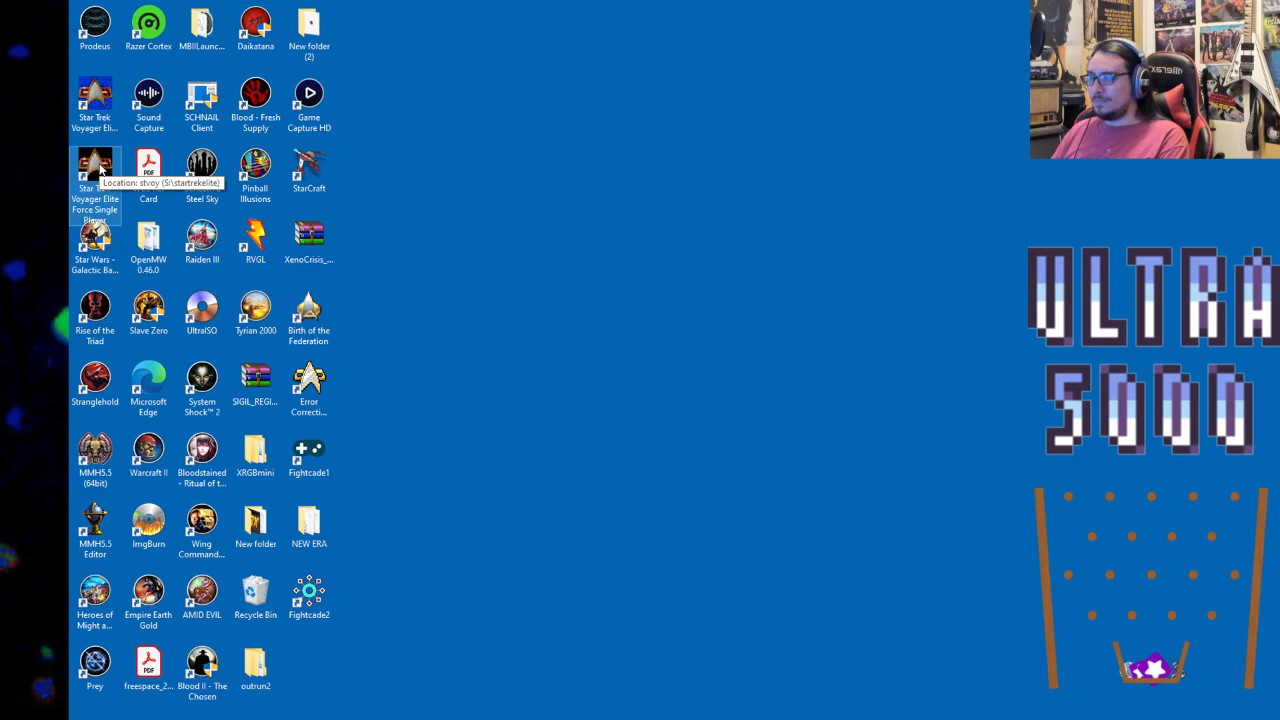 Prodeus
Razer Cortex
MBIILaunc...
Daikatana
New folder
(2)
Star Trek
Voyager Eli...
Sound
Capture
SCHNAIL
Client
Blood - Fresh
Supply
Game
Capture HD
Location: stvoy (S:\startrekelite)
Voyager Elite
Force Single
Player
Card
Steel Sky
Pinball
Illusions
StarCraft
Star Wars -
Galactic Ba...
OpenMW
0.46.0
Raiden III
RVGL
XenoCrisis_...
Rise of the
Triad
Slave Zero
UltraISO
Tyrian 2000
Birth of the
Federation
Stranglehold
Microsoft
Edge
System
Shock™ 2
SIGIL_REGI...
Error
Correcti...
MMH5.5
(64bit)
Warcraft II
Bloodstained
- Ritual of t...
XRGBmini
Fightcade1
MMH5.5
Editor
ImgBurn
Wing
Command...
New folder
NEW ERA
Heroes of
Might a...
Empire Earth
Gold
AMID EVIL
Recycle Bin
Fightcade2
Prey
PDF
freespace_2...
Blood II - The
Chosen
outrun2
ULTRA
5000